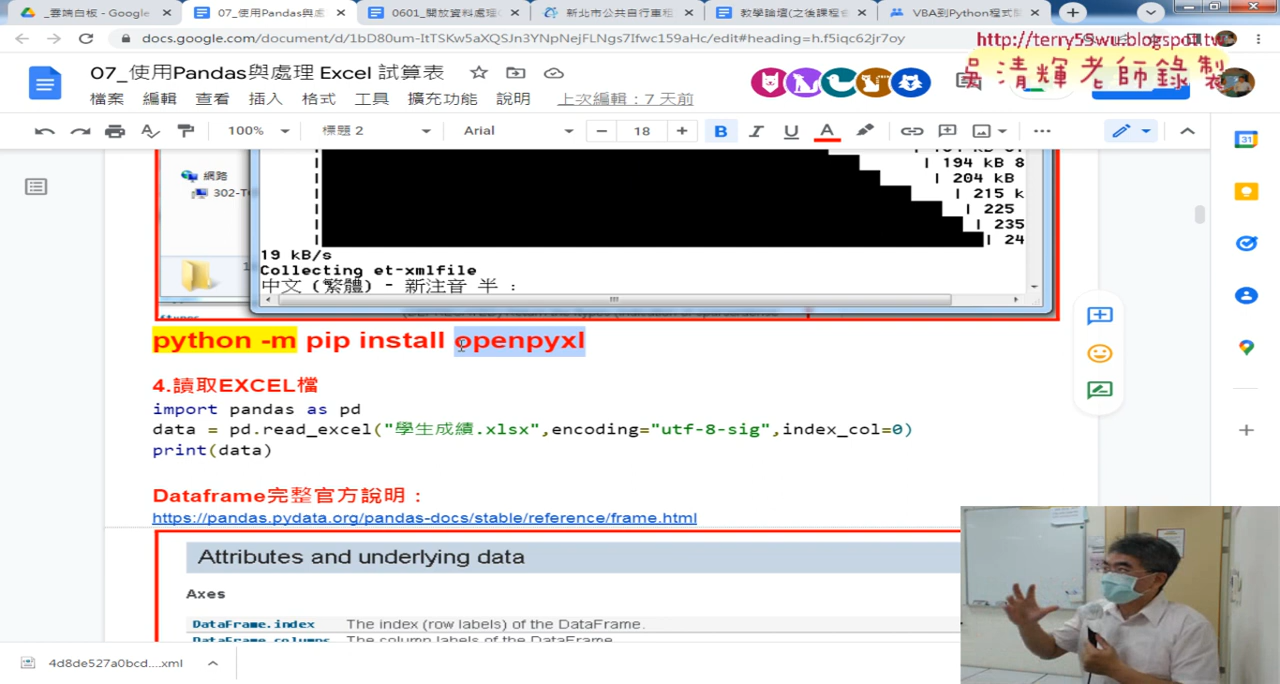 _雲端白板 - Google
07_使用Pandas與處
0601_開放資料處理(
新北市公共自行車租
教學論壇(之後課程會
VBA到Python程式
docs.google.com/document/d/1bD80um-ItTSKw5aXQSJn3YNpNejFLNgs7Ifwc159aHc/edit#heading=h.f5iqc62jr7oy
http://terry55wu.blogspot.tw
吳清輝老師錄製
07_使用Pandas與處理 Excel 試算表
檔案 編輯 查看 插入 格式 工具 擴充功能 說明 上次編輯：7 天前
100% 標題 2 Arial 18 B I U A
網路
302-T
| 194 kB 8
| 204 kB
| 215 k
| 225
| 235
| 24
19 kB/s
Collecting et-xmlfile
中文 (繁體) - 新注音 半 :
python -m pip install openpyxl
4.讀取EXCEL檔
import pandas as pd
data = pd.read_excel("學生成績.xlsx",encoding="utf-8-sig",index_col=0)
print(data)
Dataframe完整官方說明：
https://pandas.pydata.org/pandas-docs/stable/reference/frame.html
Attributes and underlying data
Axes
DataFrame.index The index (row labels) of the DataFrame.
DataFrame.columns The column labels of the DataFrame.
4d8de527a0bcd....xml